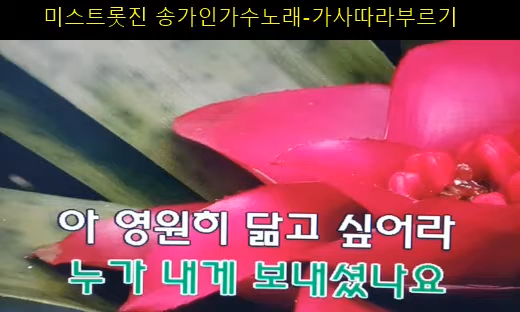 미스트롯진 송가인가수노래-가사따라부르기
아 영원히 닮고 싶어라
누가 내게 보내셨나요